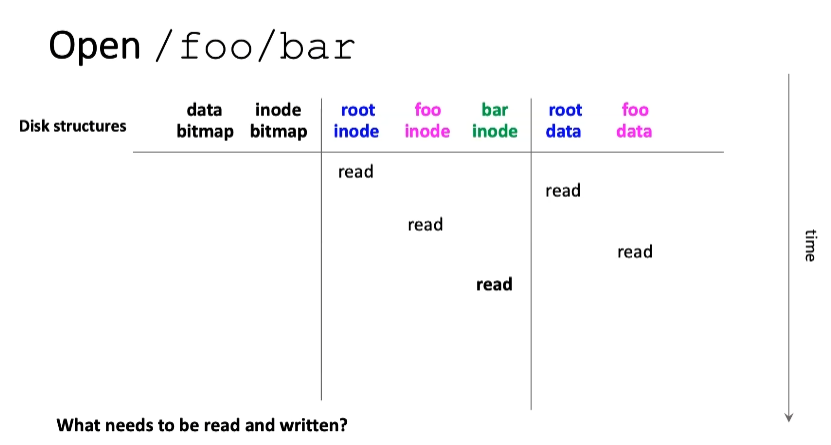 Open /foo/bar
Disk structures
data bitmap
inode bitmap
root inode
foo inode
bar inode
root data
foo data
read
read
read
read
read
time
What needs to be read and written?